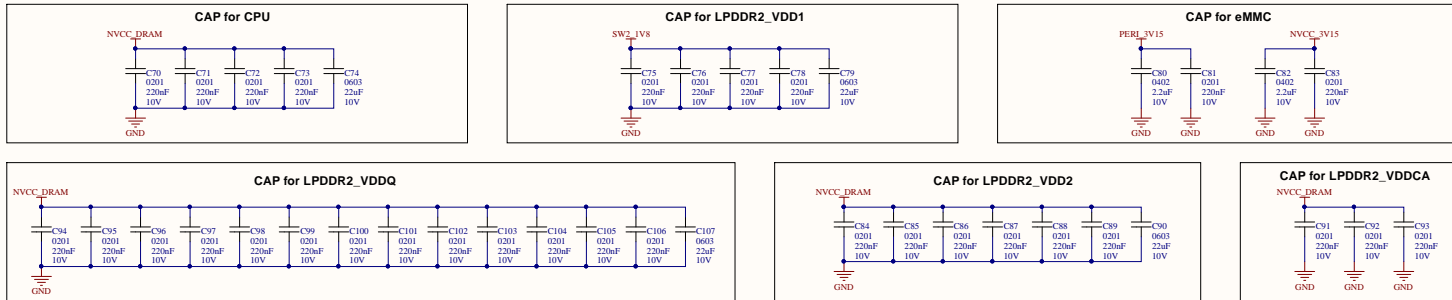 CAP for CPU
NVCC_DRAM
C70
0201
220nF
10V
C71
0201
220nF
10V
C72
0201
220nF
10V
C73
0201
220nF
10V
C74
0603
22uF
10V
GND
CAP for LPDDR2_VDD1
SW2_1V8
C75
0201
220nF
10V
C76
0201
220nF
10V
C77
0201
220nF
10V
C78
0201
220nF
10V
C79
0603
22uF
10V
GND
CAP for eMMC
PERI_3V15
NVCC_3V15
C80
0402
2.2uF
10V
C81
0201
220nF
10V
C82
0402
2.2uF
10V
C83
0201
220nF
10V
GND
GND
GND
GND
CAP for LPDDR2_VDDQ
NVCC_DRAM
C94
0201
220nF
10V
C95
0201
220nF
10V
C96
0201
220nF
10V
C97
0201
220nF
10V
C98
0201
220nF
10V
C99
0201
220nF
10V
C100
0201
220nF
10V
C101
0201
220nF
10V
C102
0201
220nF
10V
C103
0201
220nF
10V
C104
0201
220nF
10V
C105
0201
220nF
10V
C106
0201
220nF
10V
C107
0603
22uF
10V
GND
CAP for LPDDR2_VDD2
NVCC_DRAM
C84
0201
220nF
10V
C85
0201
220nF
10V
C86
0201
220nF
10V
C87
0201
220nF
10V
C88
0201
220nF
10V
C89
0201
220nF
10V
C90
0603
22uF
10V
GND
CAP for LPDDR2_VDDCA
NVCC_DRAM
C91
0201
220nF
10V
C92
0201
220nF
10V
C93
0201
220nF
10V
GND
GND
GND